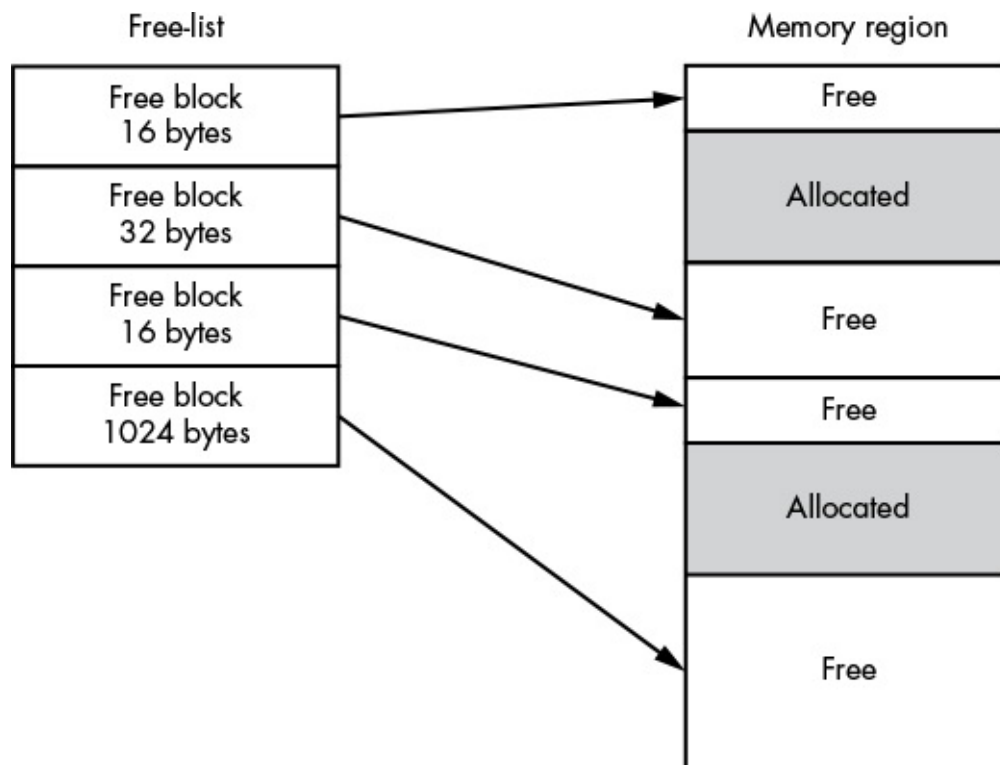 Free-list
Free block
16 bytes
Free block
32 bytes
Free block
16 bytes
Free block
1024 bytes
Memory region
Free
Allocated
Free
Free
Allocated
Free